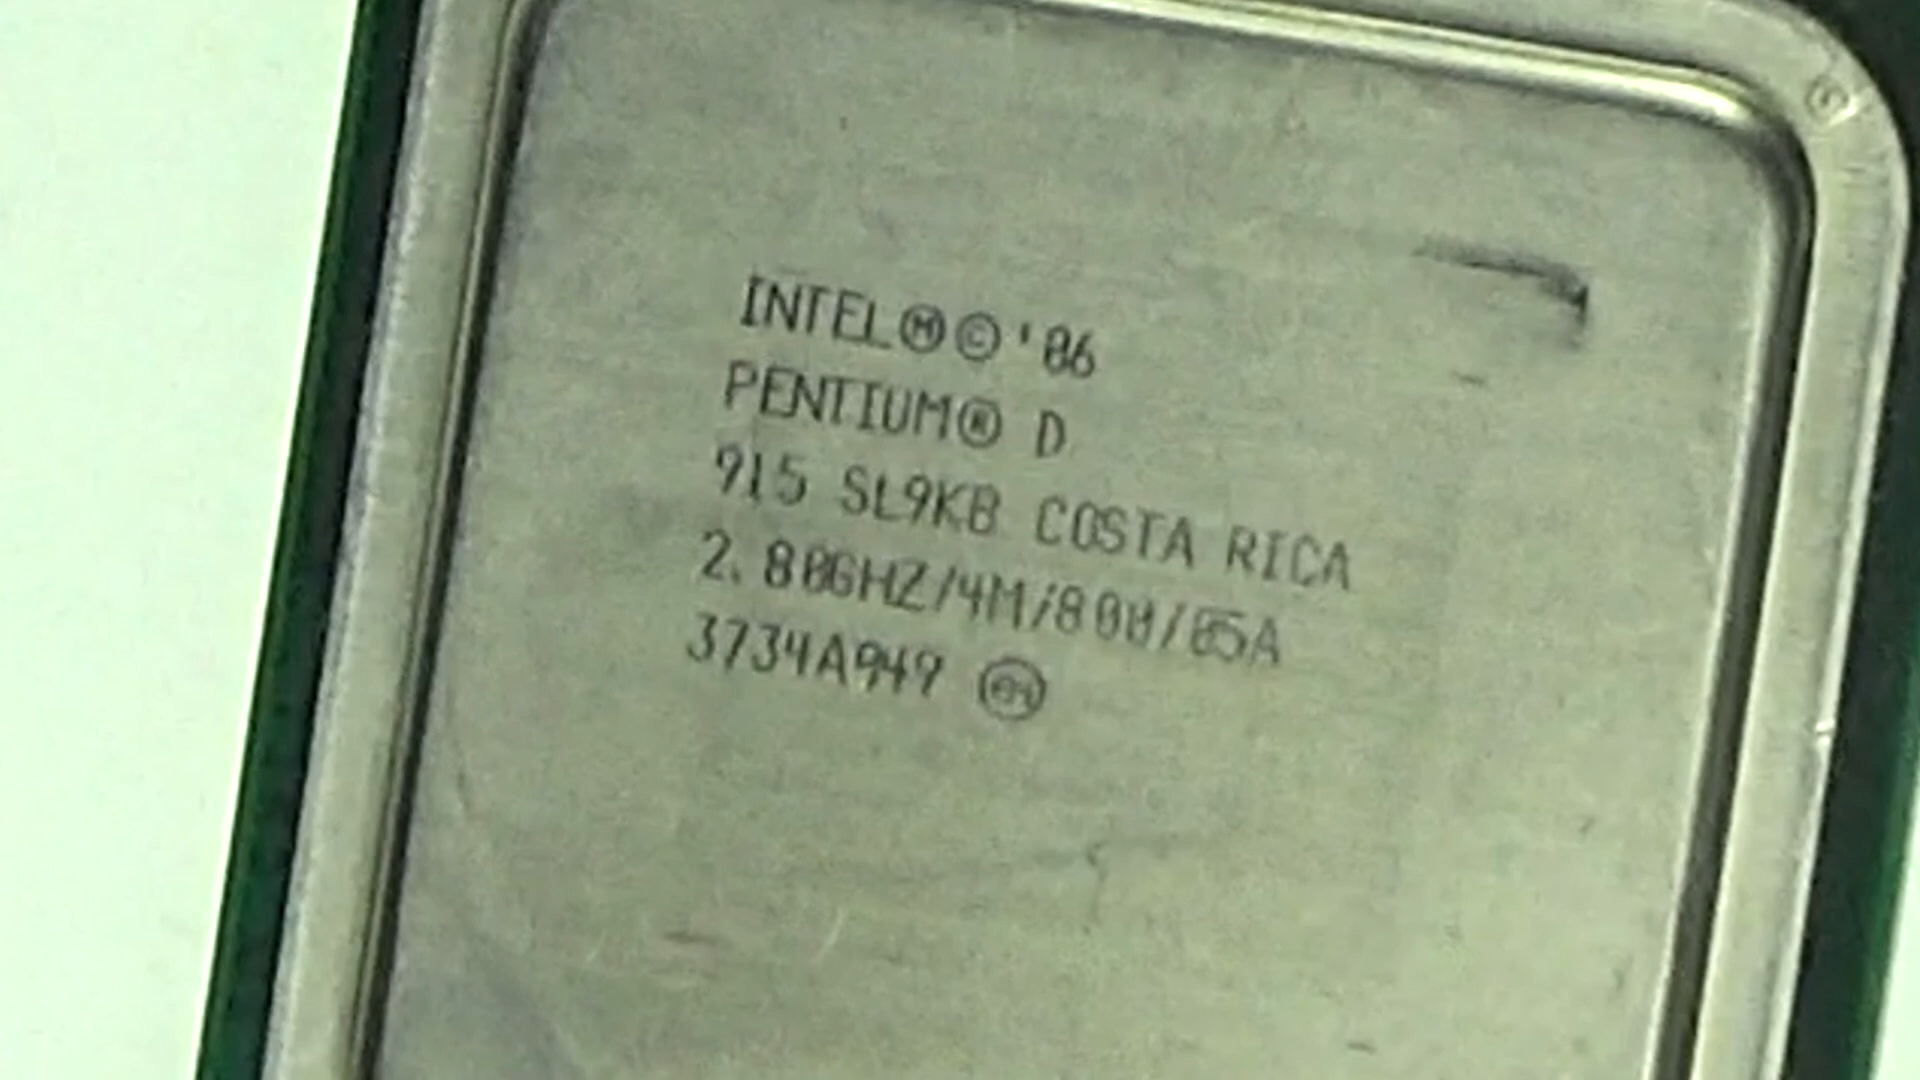 INTEL Ⓜ © '06
PENTIUM® D
915 SL9KB COSTA RICA
2.80GHZ/4M/800/05A
3734A949 (e4)